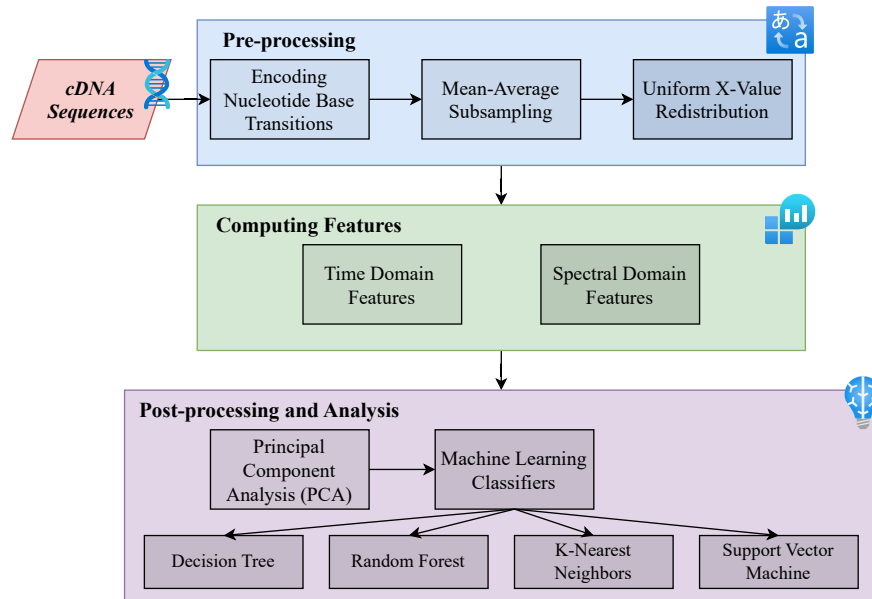 Pre-processing
あ
a
cDNA
Sequences
Encoding
Nucleotide Base
Transitions
Mean-Average
Subsampling
Uniform X-Value
Redistribution
Computing Features
Time Domain
Features
Spectral Domain
Features
Post-processing and Analysis
Principal
Component
Analysis (PCA)
Machine Learning
Classifiers
Decision Tree
Random Forest
K-Nearest
Neighbors
Support Vector
Machine